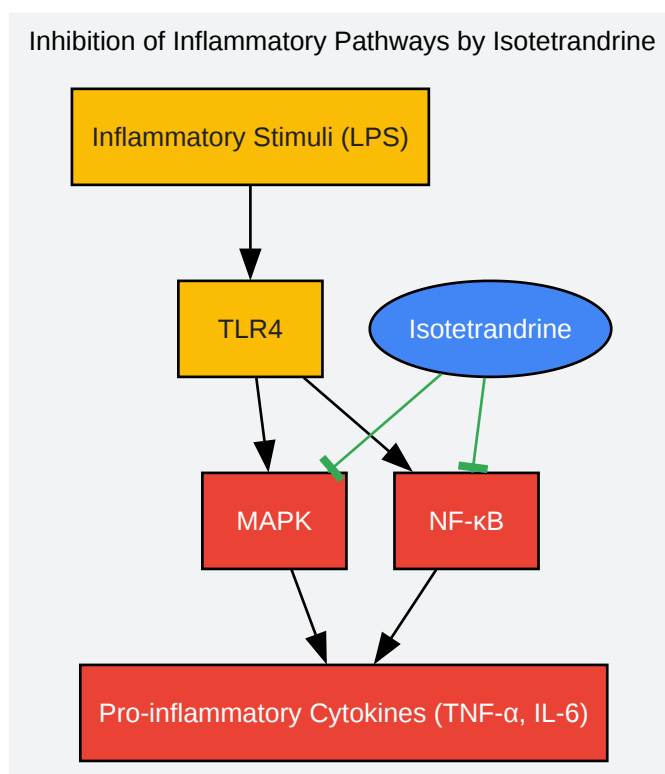 Inhibition of Inflammatory Pathways by Isotetrandrine
Inflammatory Stimuli (LPS)
TLR4
Isotetrandrine
MAPK
NF-κB
Pro-inflammatory Cytokines (TNF-α, IL-6)